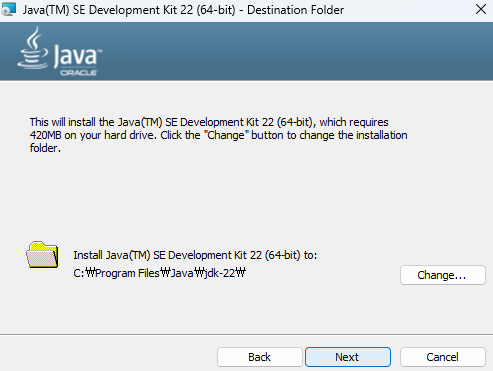 Java(TM) SE Development Kit 22 (64-bit) - Destination Folder
Java
ORACLE
This will install the Java(TM) SE Development Kit 22 (64-bit), which requires
420MB on your hard drive. Click the "Change" button to change the installation
folder.
Install Java(TM) SE Development Kit 22 (64-bit) to:
C:₩Program Files₩Java₩jdk-22₩
Change...
Back
Next
Cancel